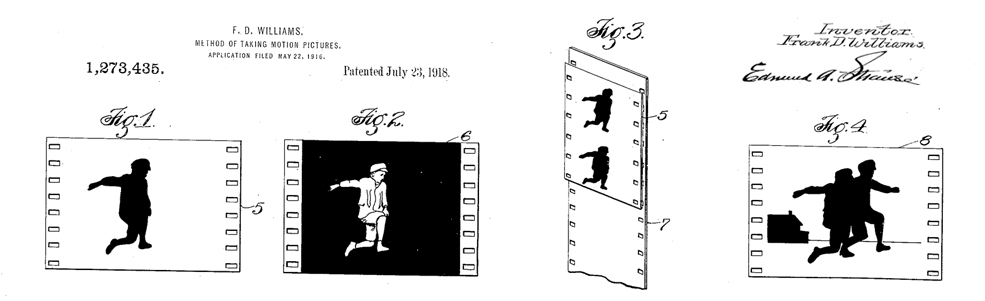 F. D. WILLIAMS.
METHOD OF TAKING MOTION PICTURES.
APPLICATION FILED MAY 22, 1916.
1,273,435.
Patented July 23, 1918.
Fig. 1.
5
Fig. 2.
6
Fig. 3.
5
7
Inventor.
Frank D. Williams.
Edmund A. Strause
Fig. 4.
8